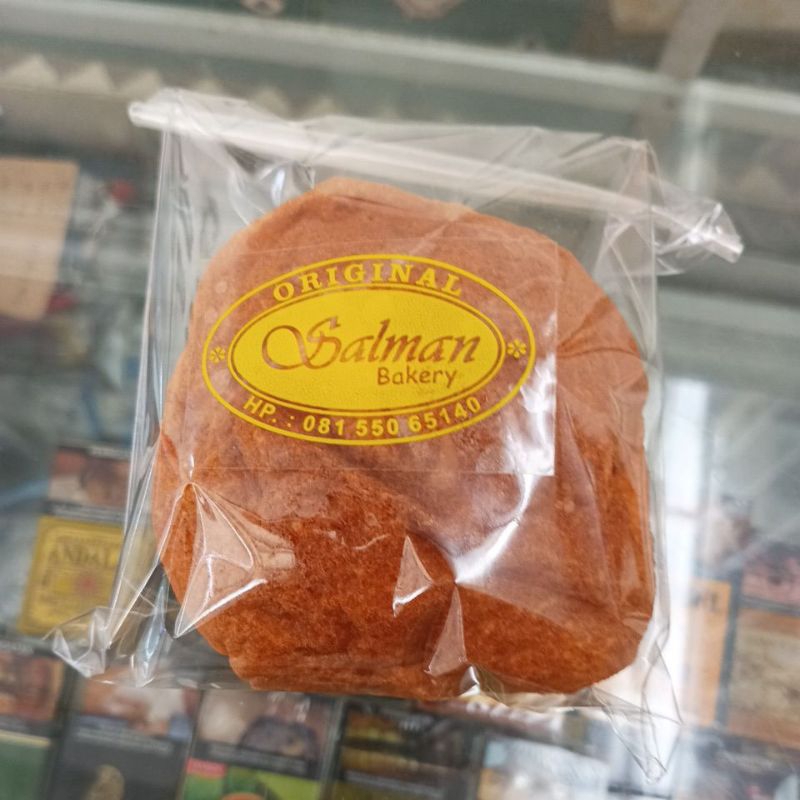 ORIGINAL
Salman
Bakery
HP. : 081 550 65140